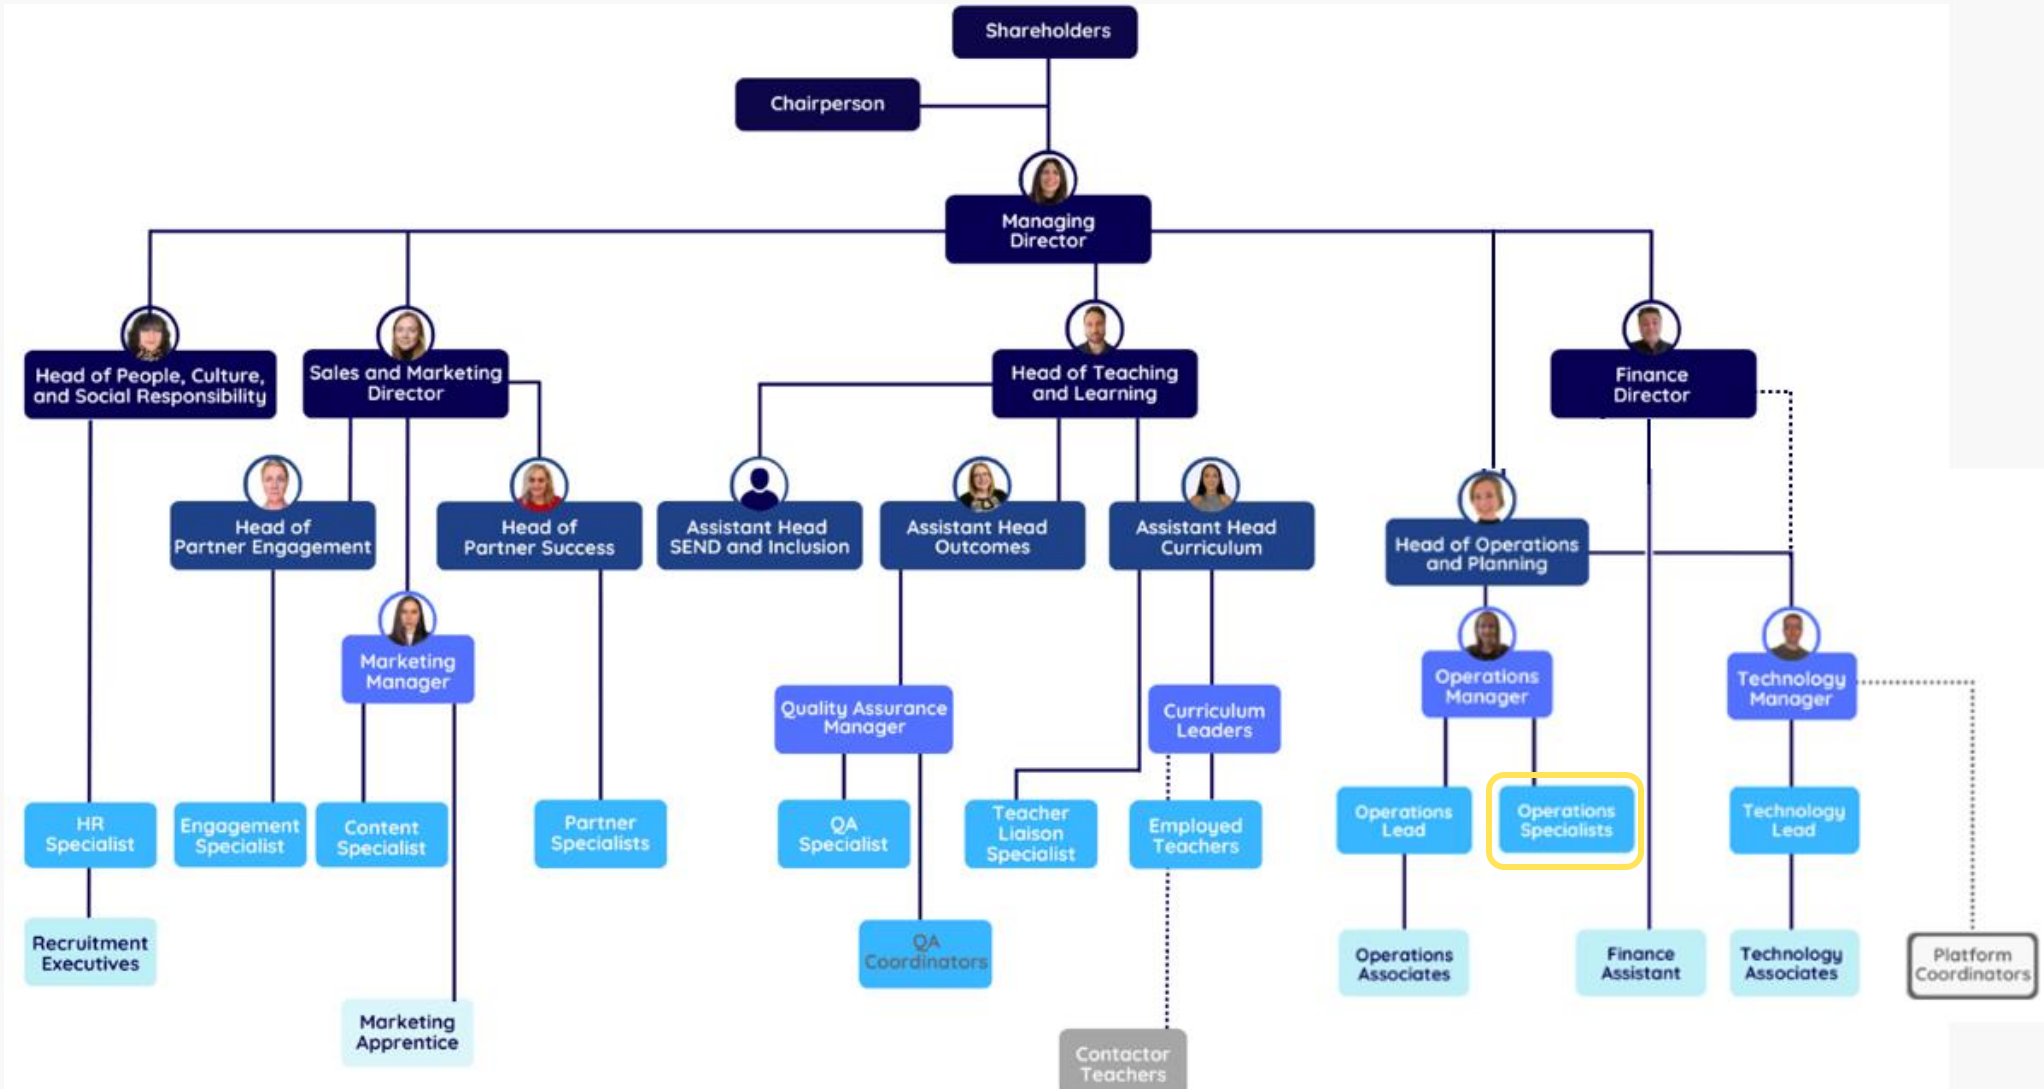 Shareholders
Chairperson
Managing
Director
Head of People, Culture,
and Social Responsibility
Sales and Marketing
Director
Head of Teaching
and Learning
Finance
Director
Head of
Partner Engagement
Head of
Partner Success
Assistant Head
SEND and Inclusion
Assistant Head
Outcomes
Assistant Head
Curriculum
Head of Operations
and Planning
Marketing
Manager
Operations
Manager
Technology
Manager
Quality Assurance
Manager
Curriculum
Leaders
HR
Specialist
Engagement
Specialist
Content
Specialist
Partner
Specialists
QA
Specialist
Teacher
Liaison
Specialist
Employed
Teachers
Operations
Lead
Operations
Specialists
Technology
Lead
Recruitment
Executives
QA
Coordinators
Operations
Associates
Finance
Assistant
Technology
Associates
Platform
Coordinators
Marketing
Apprentice
Contactor
Teachers